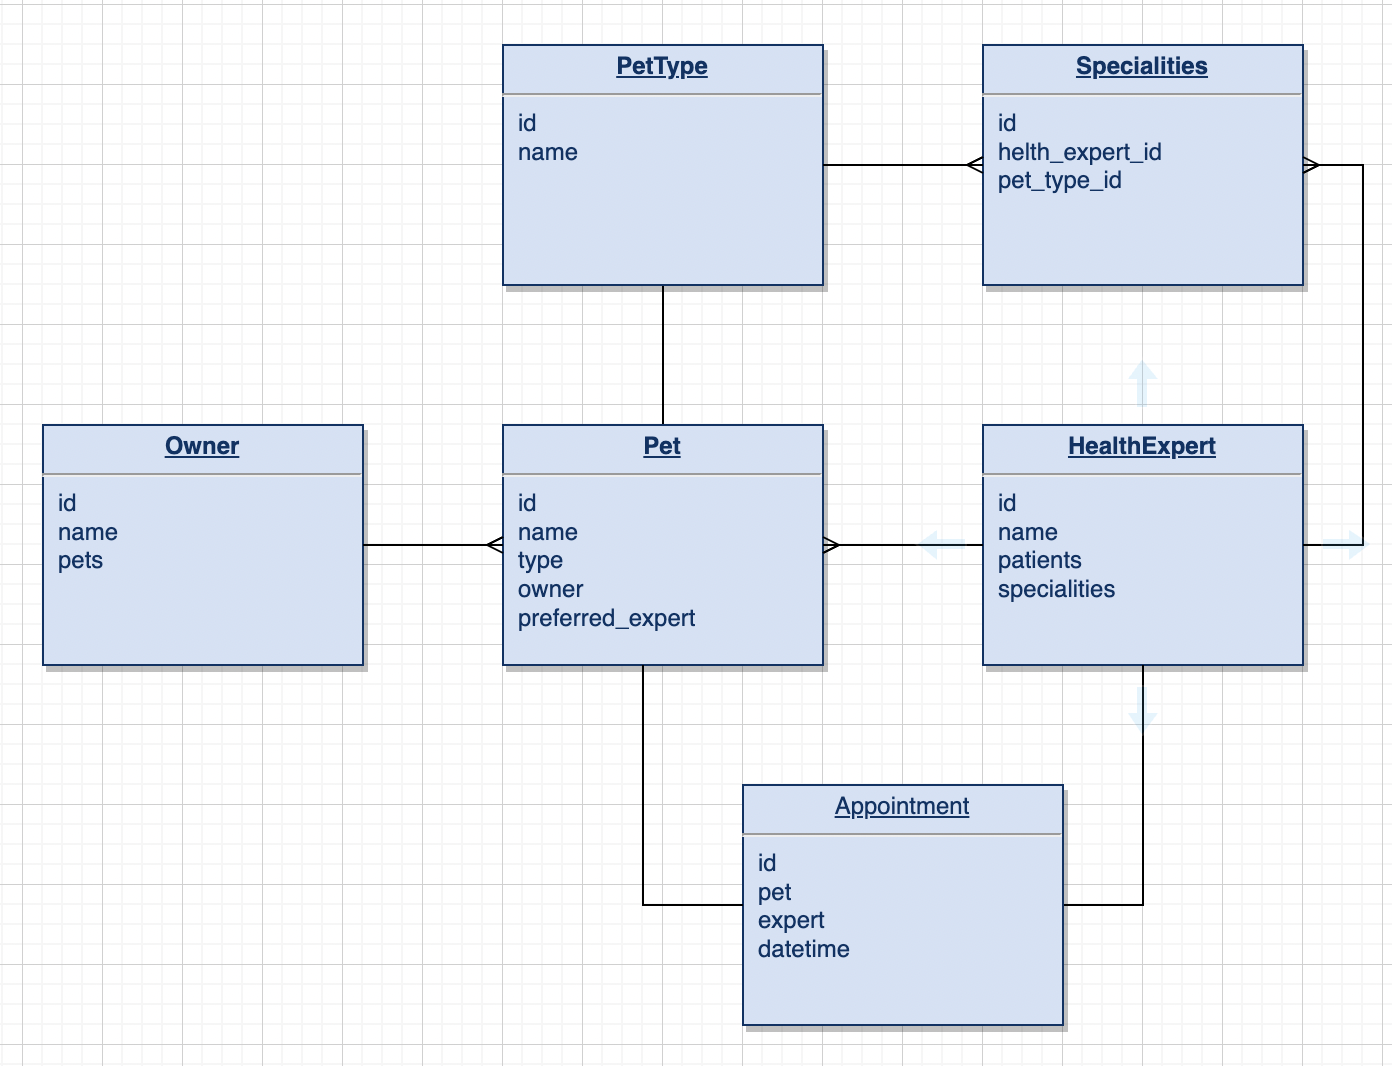 PetType
id
name
Specialities
id
helth_expert_id
pet_type_id
Owner
id
name
pets
Pet
id
name
type
owner
preferred_expert
HealthExpert
id
name
patients
specialities
Appointment
id
pet
expert
datetime